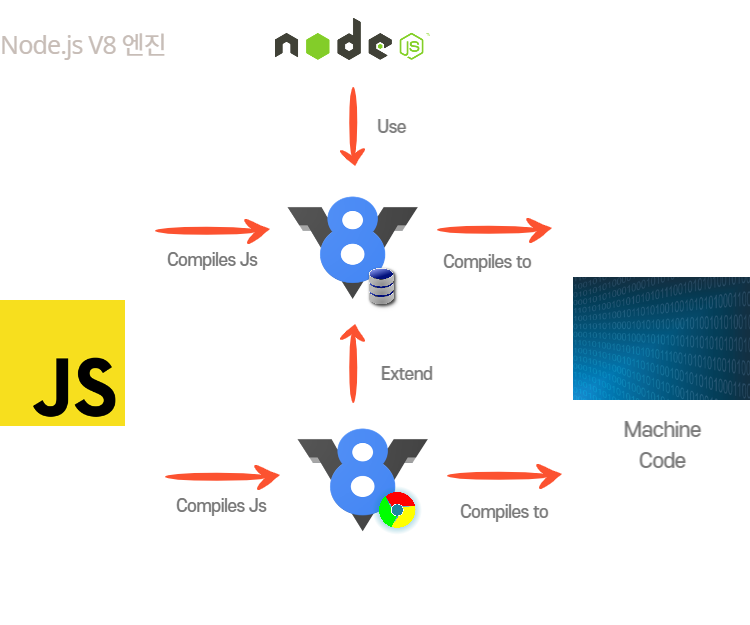 Node.js V8 엔진
node
JS
Use
8
Compiles Js
Compiles to
JS
Extend
Machine
Code
8
Compiles Js
Compiles to